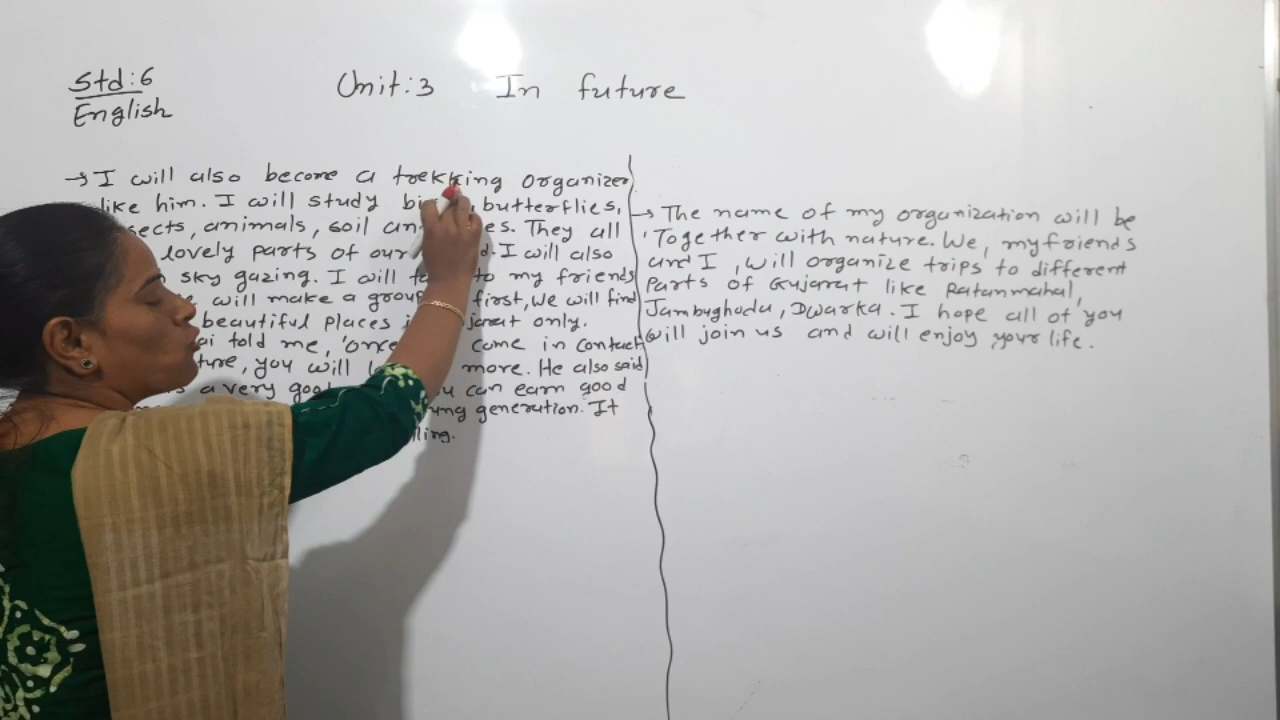 Std:6
English
Unit:3 In future
→ I will also become a trekking organizer
like him. I will study butterflies,
animals, soil They all
lovely parts of our I will also
sky gazing. I will to my friends
will make a group first, We will find
beautiful places only.
told me, come in contact
you will more. He also said
a very can earn good
generation. It
→ The name of my organization will be
'Together with nature. We, my friends
and I, will organize trips to different
Parts of Gujarat like Ratanmahal,
Jambughoda, Dwarka. I hope all of you
will join us and will enjoy your life.